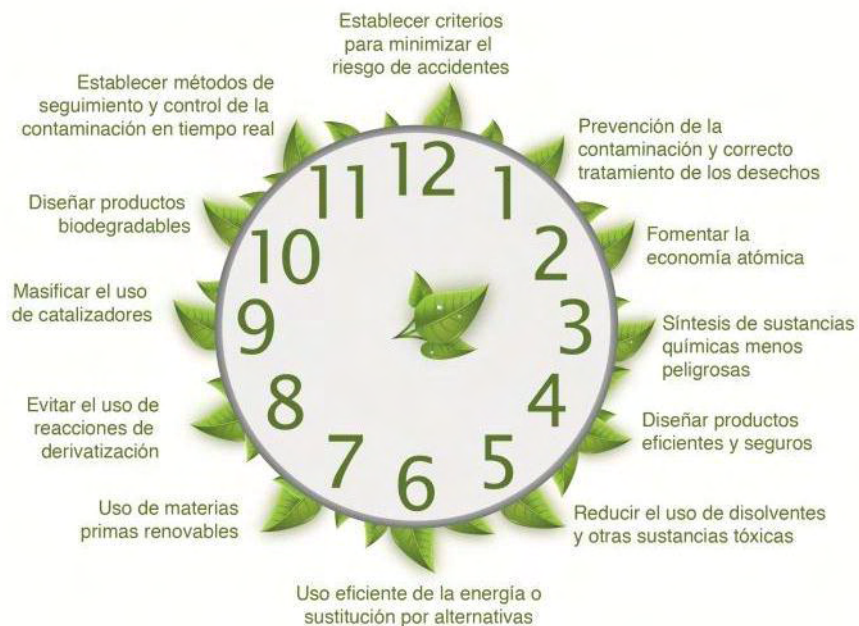 Establecer criterios
para minimizar el
riesgo de accidentes
Establecer métodos de
seguimiento y control de la
contaminación en tiempo real
Prevención de la
contaminación y correcto
tratamiento de los desechos
Diseñar productos
biodegradables
Fomentar la
economía atómica
Masificar el uso
de catalizadores
Síntesis de sustancias
químicas menos
peligrosas
Evitar el uso de
reacciones de
derivatización
Diseñar productos
eficientes y seguros
Uso de materias
primas renovables
Reducir el uso de disolventes
y otras sustancias tóxicas
Uso eficiente de la energía o
sustitución por alternativas
12
1
2
3
4
5
6
7
8
9
10
11